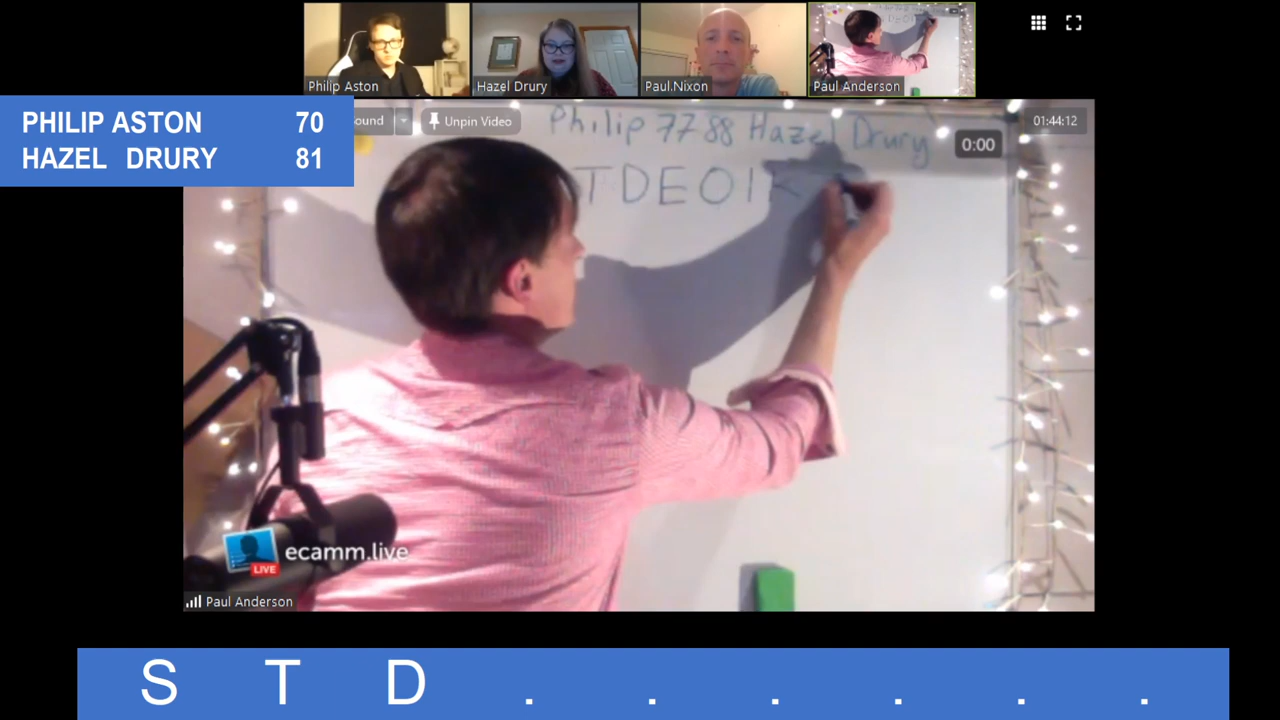 Philip Aston
Hazel Drury
Paul.Nixon
Paul Anderson
PHILIP ASTON 70
HAZEL DRURY 81
ound
Unpin Video
01:44:12
0:00
Philip 77 88 Hazel Drury
T D E O I
ecamm.live
LIVE
Paul Anderson
S T D . . . . . .